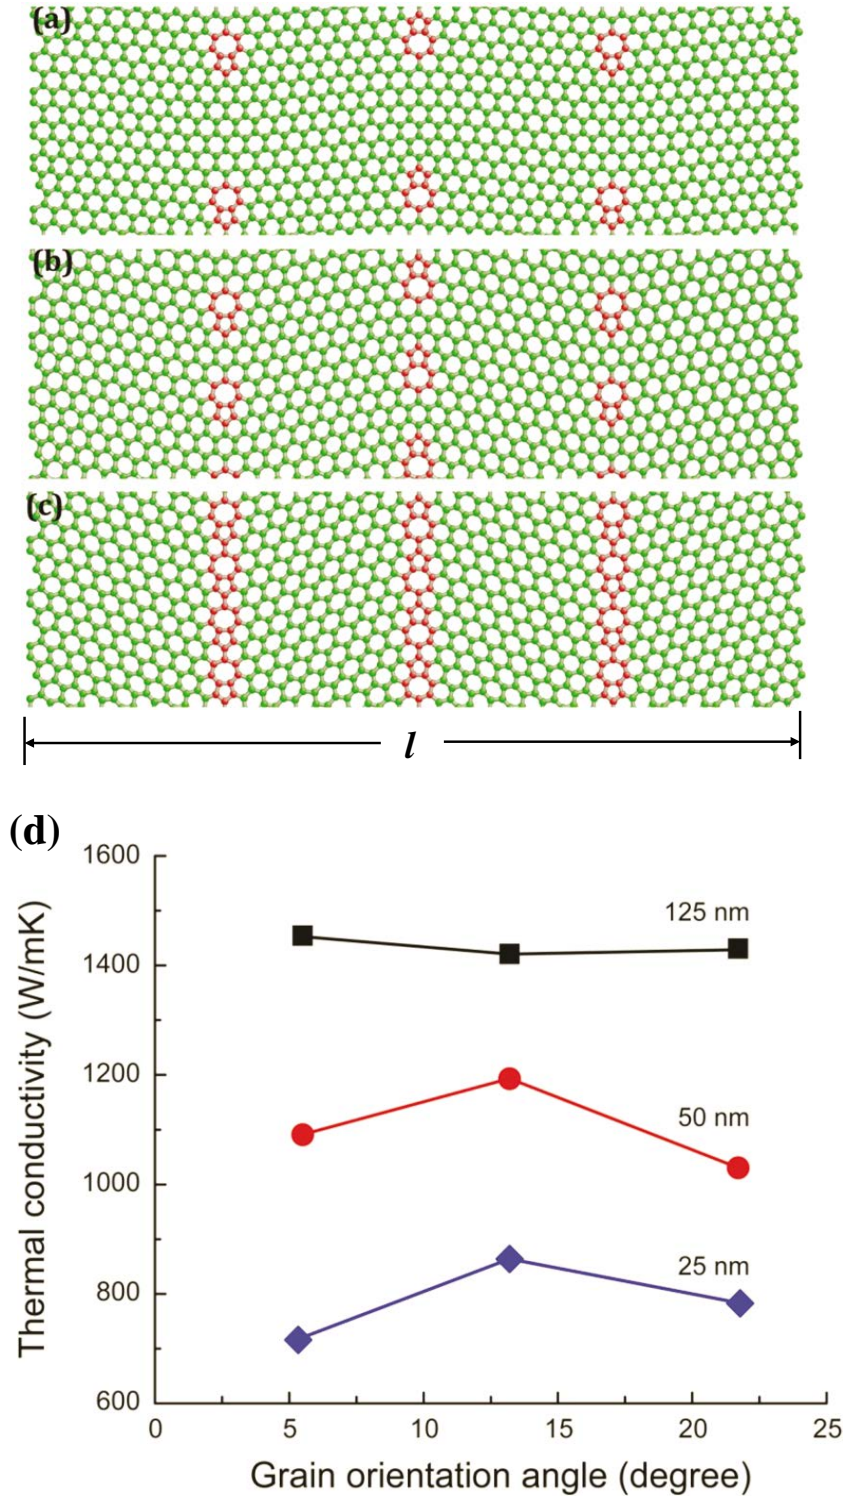 (a)
(b)
(c)
l
(d)
Thermal conductivity (W/mK)
1600
1400
1200
1000
800
600
125 nm
50 nm
25 nm
0 5 10 15 20 25
Grain orientation angle (degree)